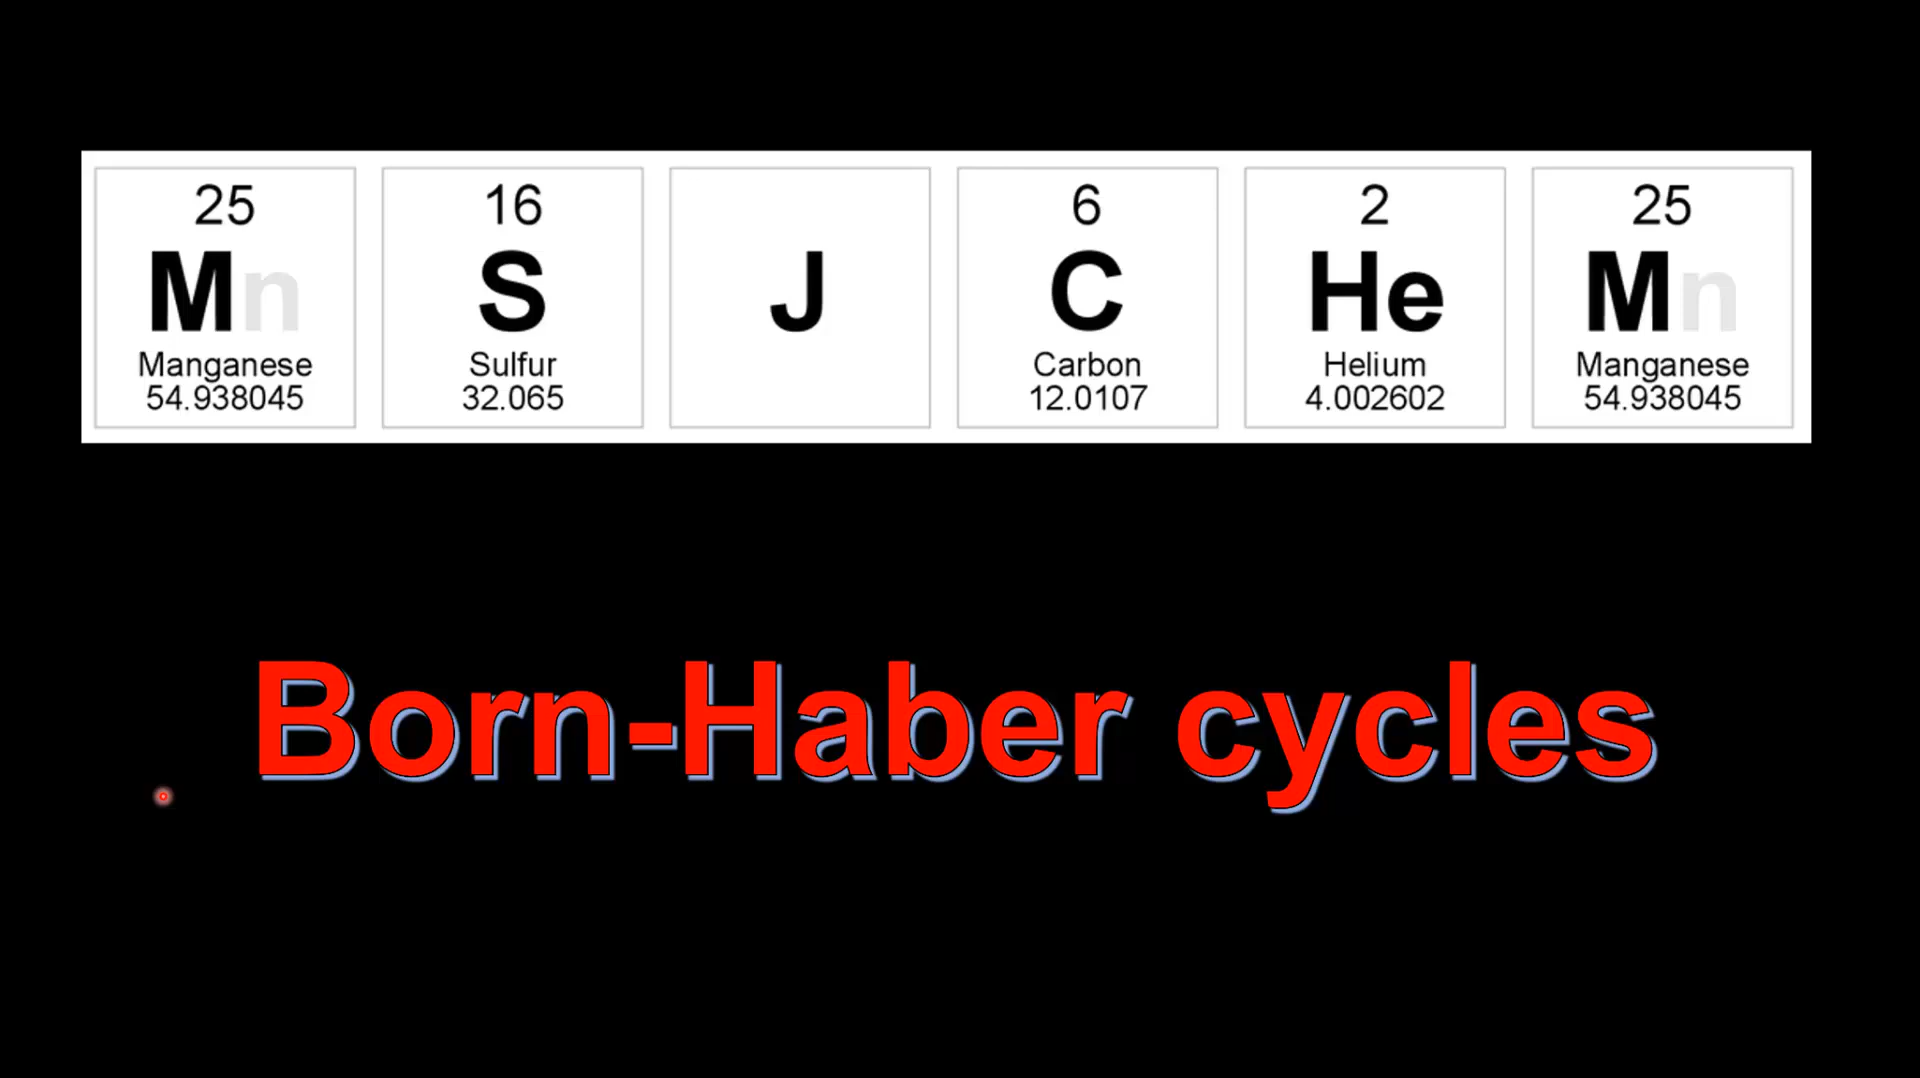 25 16 6 2 25
Mn S J C He Mn
Manganese Sulfur Carbon Helium Manganese
54.938045 32.065 12.0107 4.002602 54.938045
Born-Haber cycles